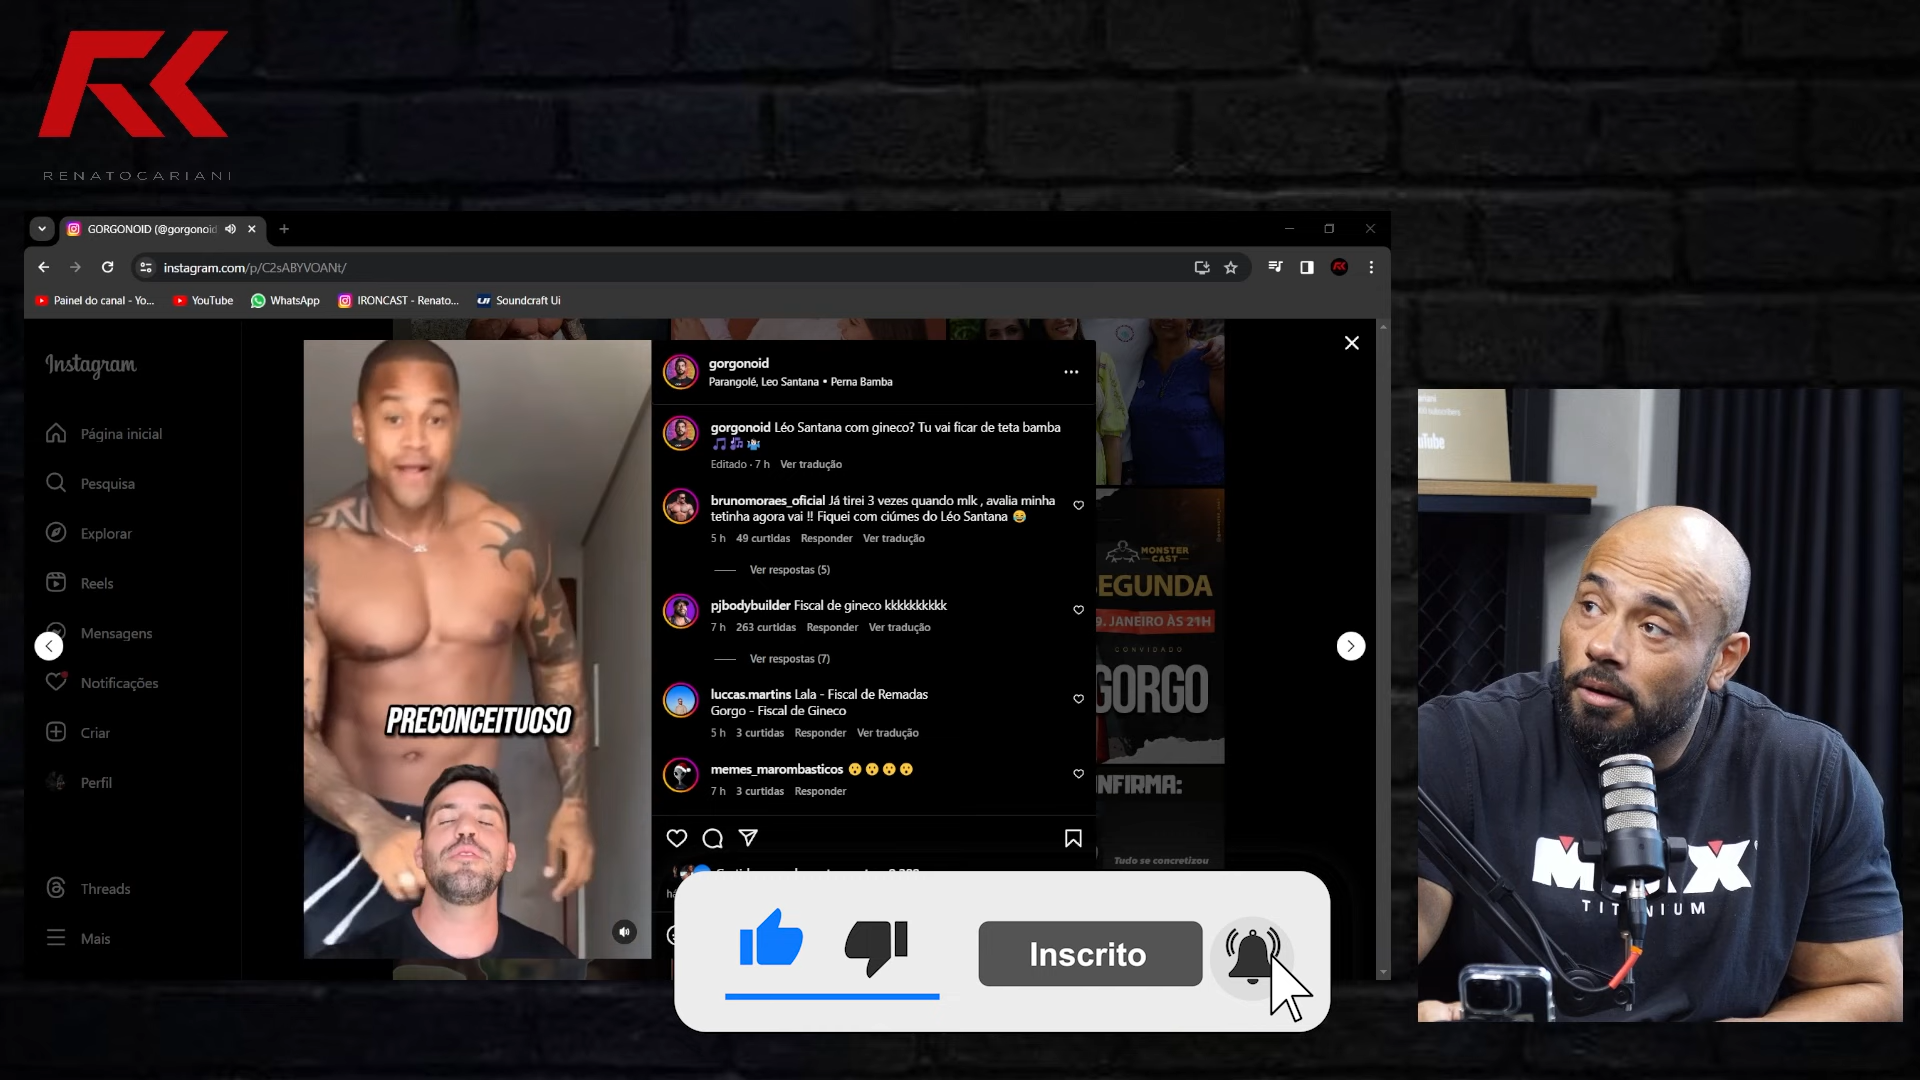 RENATOCARIANI
GORGONOID (@gorgonoid
instagram.com/p/C2sABYVOANt/
Painel do canal - Yo...
YouTube
WhatsApp
IRONCAST - Renato...
Soundcraft Ui
Instagram
Página inicial
Pesquisa
Explorar
Reels
Mensagens
Notificações
Criar
Perfil
Threads
Mais
PRECONCEITUOSO
gorgonoid
Parangolé, Leo Santana • Perna Bamba
gorgonoid Léo Santana com gineco? Tu vai ficar de teta bamba
🎵🎶🤷🏻‍♂️
Editado · 7 h Ver tradução
brunomoraes_oficial Já tirei 3 vezes quando mlk , avalia minha
tetinha agora vai !! Fiquei com ciúmes do Léo Santana 😂
5 h 49 curtidas Responder Ver tradução
Ver respostas (5)
pjbodybuilder Fiscal de gineco kkkkkkkkkk
7 h 263 curtidas Responder Ver tradução
Ver respostas (7)
luccas.martins Lala - Fiscal de Remadas
Gorgo - Fiscal de Gineco
5 h 3 curtidas Responder Ver tradução
memes_marombasticos 😮😮😮😮
7 h 3 curtidas Responder
MONSTER
CAST
EGUNDA
9. JANEIRO ÀS 21H
CONVIDADO
GORGO
NFIRMA:
Tudo se concretizou
Inscrito
subscribers
MAX
TITANIUM